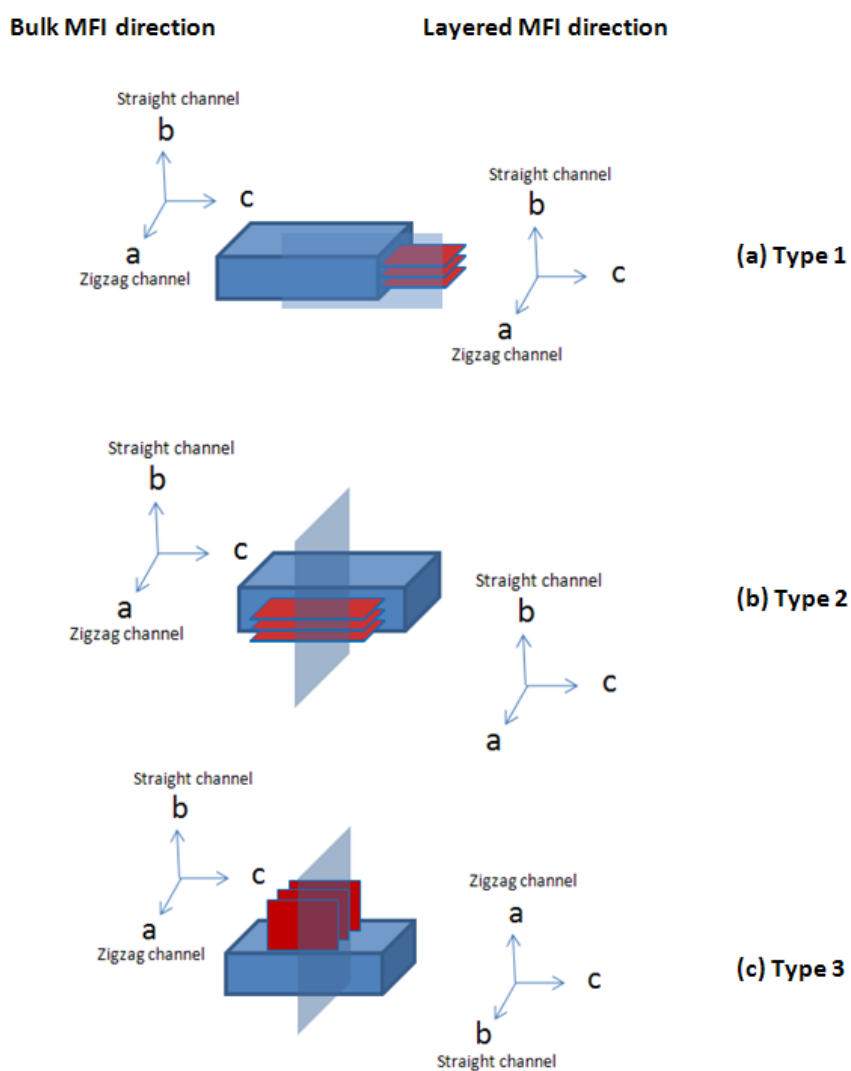 Bulk MFI direction
Layered MFI direction
Straight channel
b
c
a
Zigzag channel
Straight channel
b
c
a
Zigzag channel
(a) Type 1
Straight channel
b
c
a
Zigzag channel
Straight channel
b
c
a
(b) Type 2
Straight channel
b
c
a
Zigzag channel
Zigzag channel
a
c
b
Straight channel
(c) Type 3